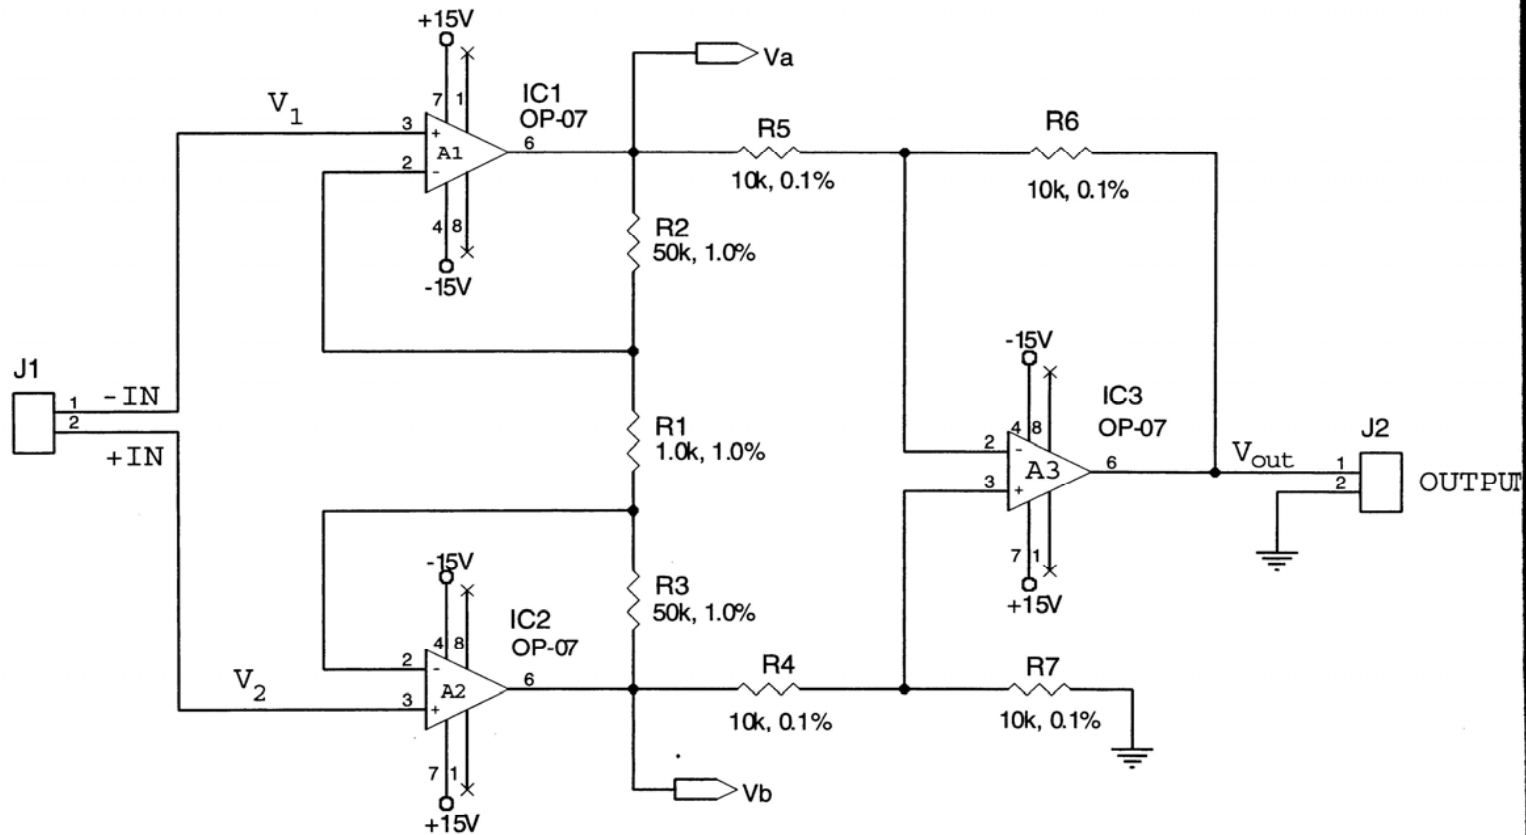 +15V
Va
7 1
IC1
OP-07
V1
3
+
6
A1
2
-
R5
10k, 0.1%
R6
10k, 0.1%
4 8
-15V
R2
50k, 1.0%
J1
1
-IN
2
+IN
R1
1.0k, 1.0%
-15V
4 8
IC3
OP-07
2
-
A3
6
3
+
7 1
+15V
Vout
J2
1
2
OUTPUT
-15V
4 8
IC2
OP-07
R3
50k, 1.0%
2
-
6
A2
V2
3
+
R4
10k, 0.1%
R7
10k, 0.1%
7 1
+15V
Vb